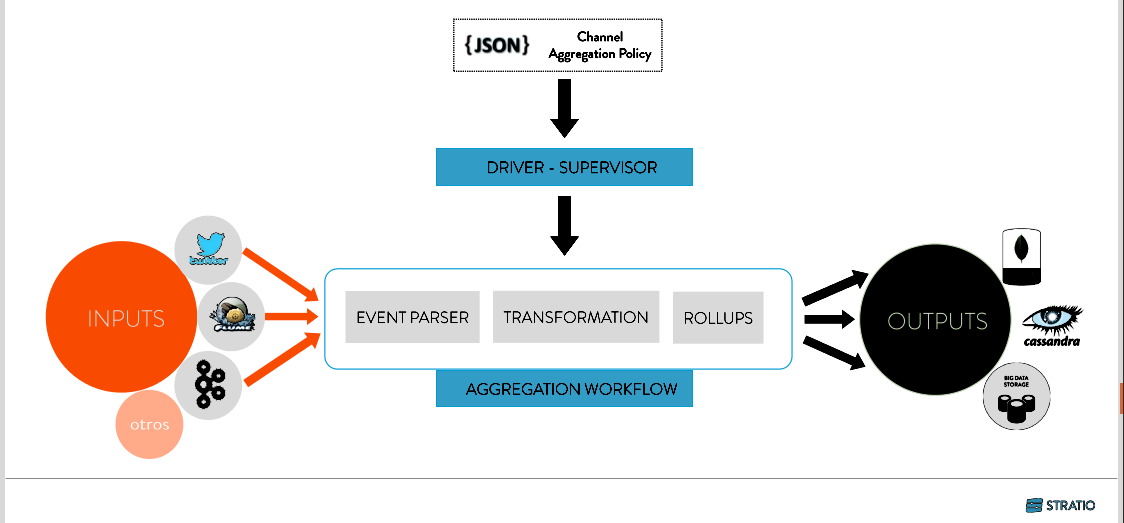 {JSON}
Channel
Aggregation Policy
DRIVER - SUPERVISOR
twitter
INPUTS
flume
otros
EVENT PARSER
TRANSFORMATION
ROLLUPS
AGGREGATION WORKFLOW
OUTPUTS
cassandra
BIG DATA
STORAGE
STRATIO